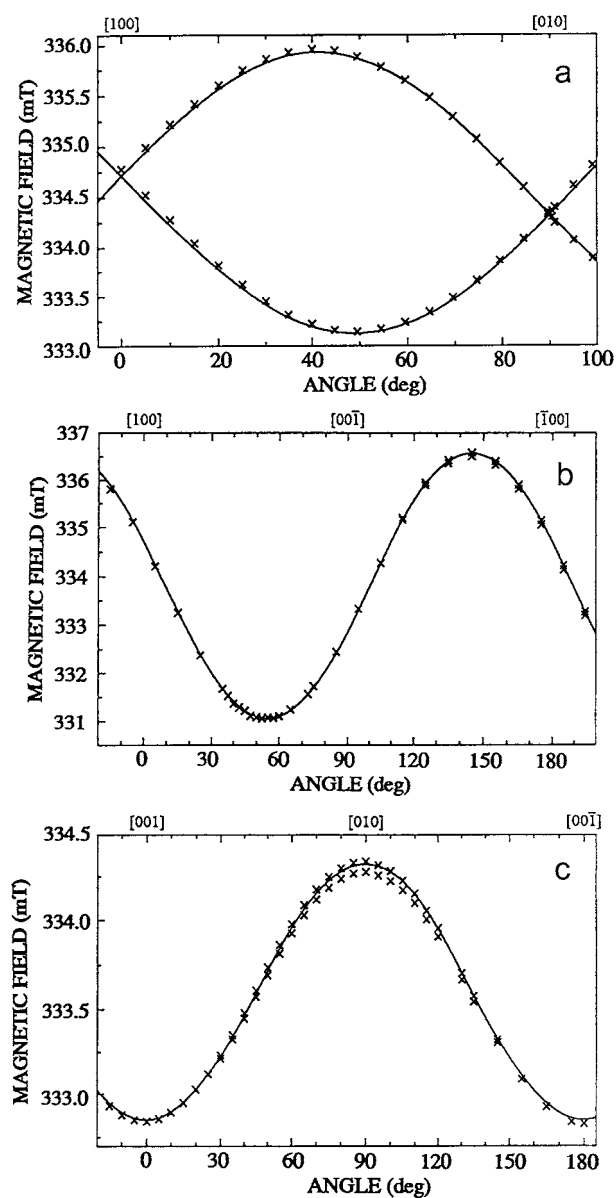 [100] [010]
a
336.0
335.5
335.0
334.5
334.0
333.5
333.0
MAGNETIC FIELD (mT)
0 20 40 60 80 100
ANGLE (deg)
[100] [001̄] [1̄00]
b
337
336
335
334
333
332
331
MAGNETIC FIELD (mT)
0 30 60 90 120 150 180
ANGLE (deg)
[001] [010] [001̄]
c
334.5
334.0
333.5
333.0
MAGNETIC FIELD (mT)
0 30 60 90 120 150 180
ANGLE (deg)